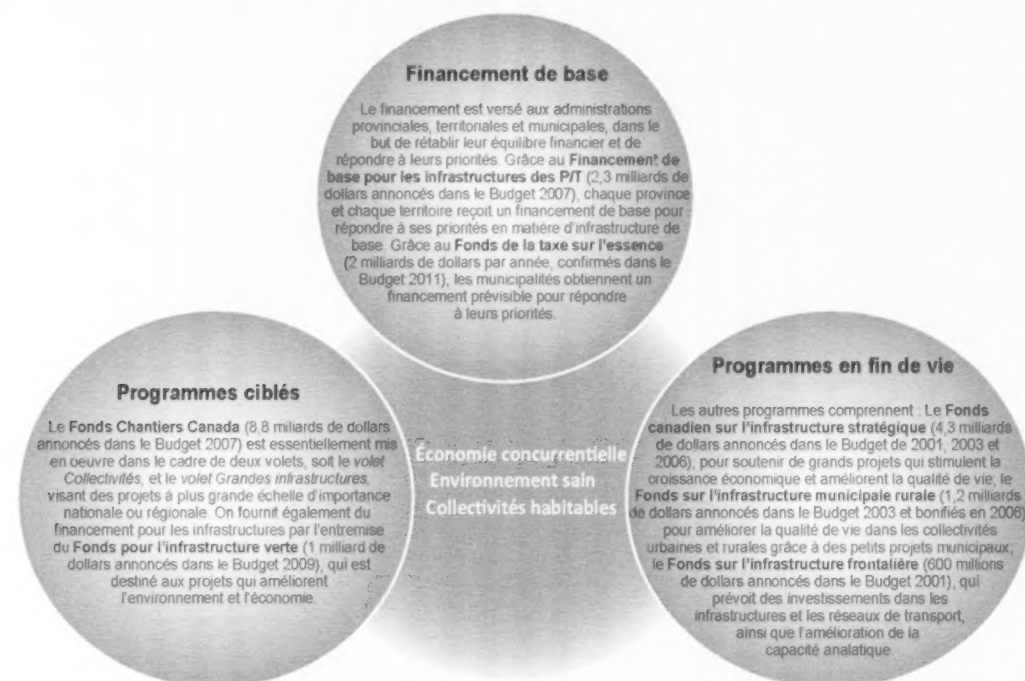 Financement de base
Le financement est versé aux administrations
provinciales, territoriales et municipales, dans le
but de rétablir leur équilibre financier et de
répondre à leurs priorités. Grâce au Financement de
base pour les infrastructures des P/T (2,3 milliards de
dollars annoncés dans le Budget 2007), chaque province
et chaque territoire reçoit un financement de base pour
répondre à ses priorités en matière d'infrastructure de
base. Grâce au Fonds de la taxe sur l'essence
(2 milliards de dollars par année, confirmés dans le
Budget 2011), les municipalités obtiennent un
financement prévisible pour répondre
à leurs priorités.
Programmes ciblés
Le Fonds Chantiers Canada (8,8 miliards de dollars
annoncés dans le Budget 2007) est essentiellement mis
en oeuvre dans le cadre de deux volets, soit le volet
Collectivités, et le volet Grandes infrastructures,
visant des projets à plus grande échelle d'importance
nationale ou régionale. On fournit également du
financement pour les infrastructures par l'entremise
du Fonds pour l'infrastructure verte (1 milliard de
dollars annoncés dans le Budget 2009), qui est
destiné aux projets qui améliorent
l'environnement et l'économie.
Économie concurrentielle
Environnement sain
Collectivités habitables
Programmes en fin de vie
Les autres programmes comprennent : Le Fonds
canadien sur l'infrastructure stratégique (4,3 milliards
de dollars annoncés dans le Budget de 2001, 2003 et
2006), pour soutenir de grands projets qui stimulent la
croissance économique et améliorent la qualité de vie; le
Fonds sur l'infrastructure municipale rurale (1,2 milliards
de dollars annoncés dans le Budget 2003 et bonifiés en 2006)
pour améliorer la qualité de vie dans les collectivités
urbaines et rurales grâce à des petits projets municipaux;
le Fonds sur l'infrastructure frontalière (600 millions
de dollars annoncés dans le Budget 2001), qui
prévoit des investissements dans les
infrastructures et les réseaux de transport,
ainsi que l'amélioration de la
capacité analatique.